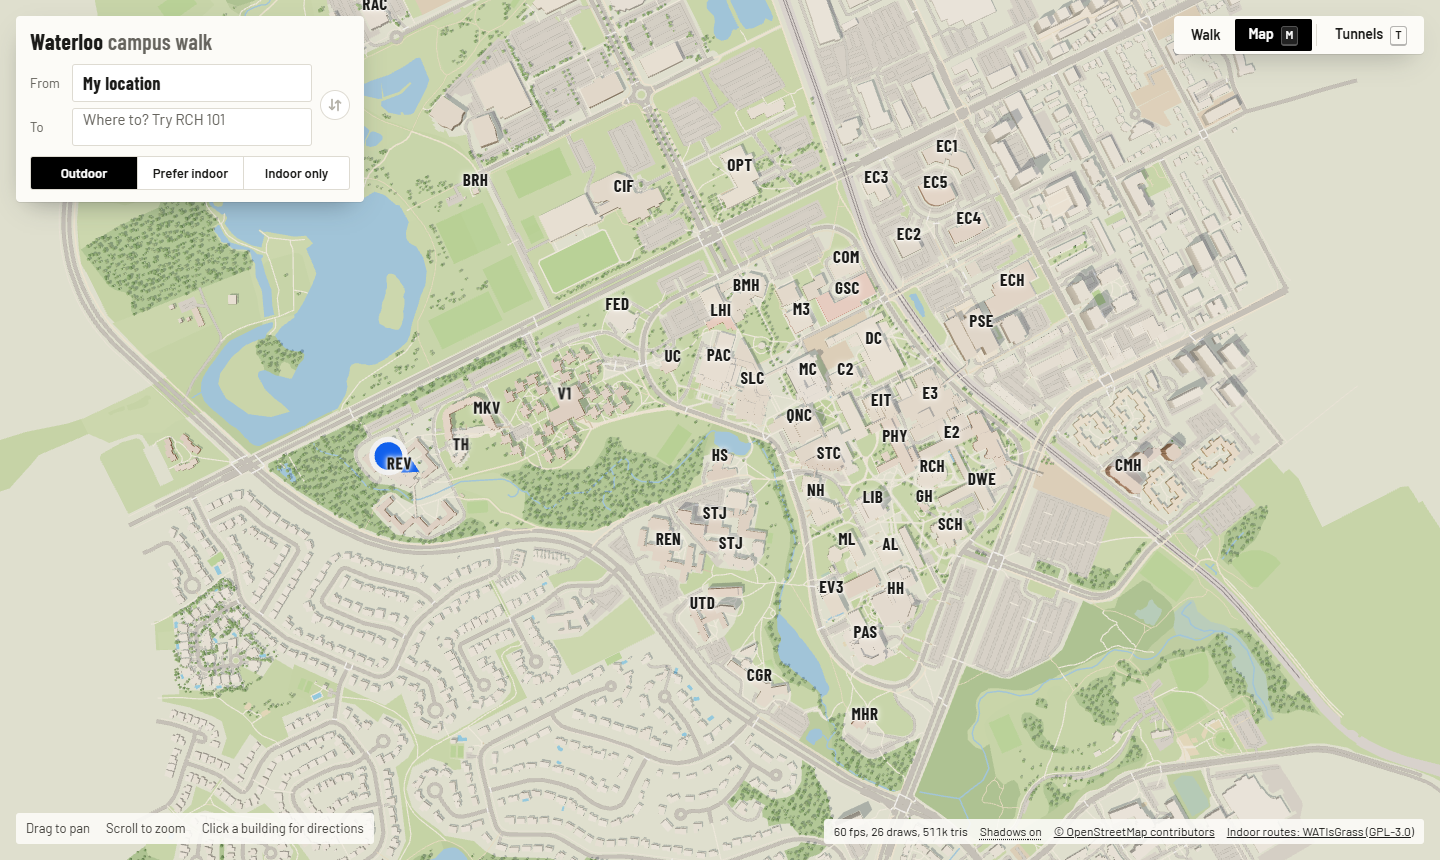 RAC
Waterloo campus walk
From My location
To Where to? Try RCH 101
Outdoor Prefer indoor Indoor only
Walk Map M Tunnels T
EC1
OPT
EC3
EC5
BRH
CIF
EC4
EC2
COM
ECH
BMH
GSC
FED
LHI
M3
PSE
DC
UC
PAC
MC
C2
SLC
V1
E3
EIT
MKV
QNC
E2
PHY
TH
STC
HS
REV
RCH
CMH
DWE
NH
LIB
GH
STJ
SCH
REN
STJ
ML
AL
EV3
HH
UTD
PAS
CGR
MHR
Drag to pan Scroll to zoom Click a building for directions
60 fps, 26 draws, 511k tris Shadows on © OpenStreetMap contributors Indoor routes: WATIsGrass (GPL-3.0)